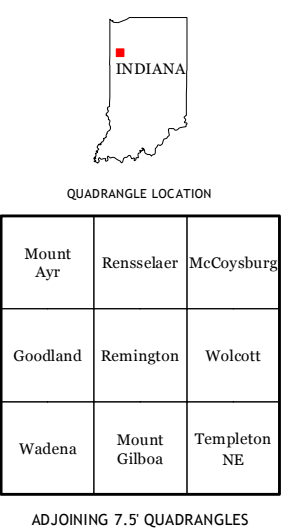 INDIANA
QUADRANGLE LOCATION
Mount
Ayr
Rensselaer
McCoysburg
Goodland
Remington
Wolcott
Wadena
Mount
Gilboa
Templeton
NE
ADJOINING 7.5' QUADRANGLES